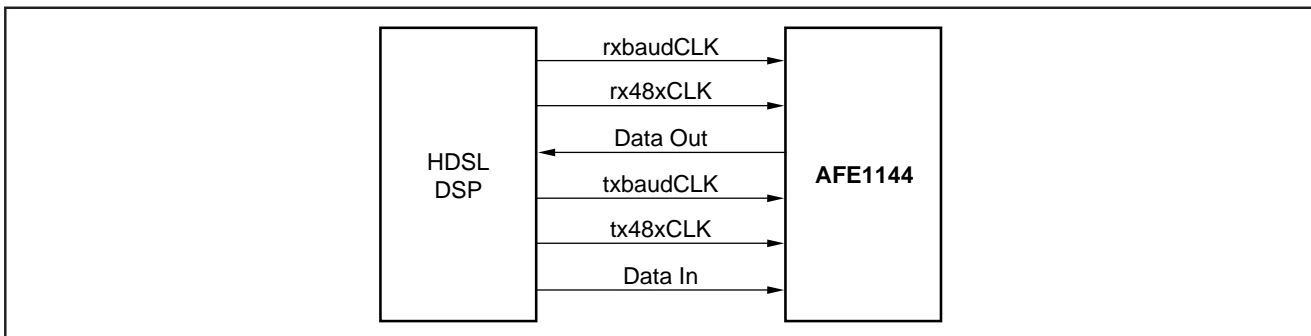 rxbaudCLK
rx48xCLK
Data Out
HDSL
DSP
AFE1144
txbaudCLK
tx48xCLK
Data In